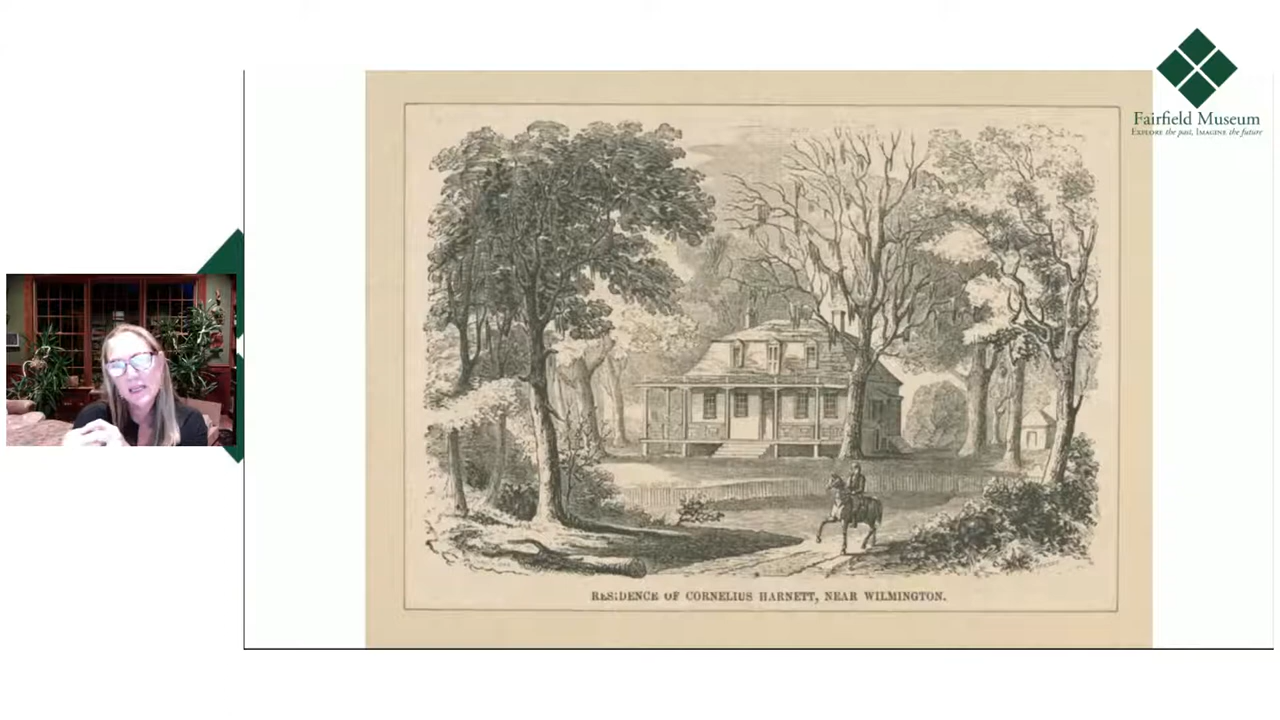 Fairfield Museum
EXPLORE the past, IMAGINE the future
RESIDENCE OF CORNELIUS HARNETT, NEAR WILMINGTON.